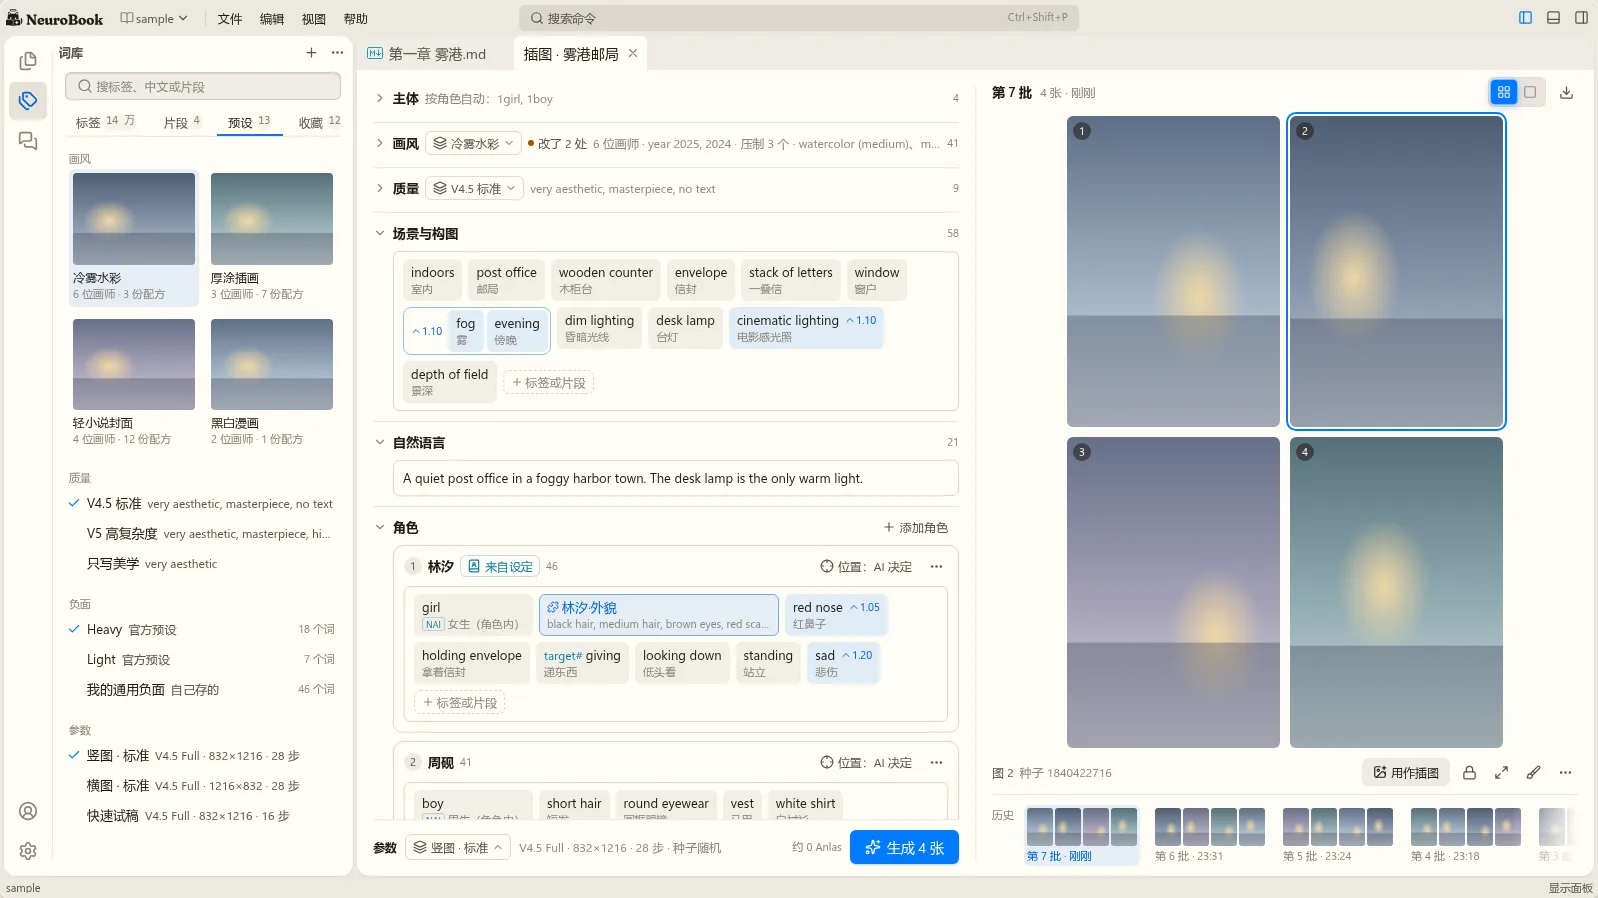 NeuroBook
sample
文件
编辑
视图
帮助
搜索命令
Ctrl+Shift+P
词库
搜标签、中文或片段
标签 14 万
片段 4
预设 13
收藏 12
画风
冷雾水彩
6 位画师 · 3 份配方
厚涂插画
3 位画师 · 7 份配方
轻小说封面
4 位画师 · 12 份配方
黑白漫画
2 位画师 · 1 份配方
质量
V4.5 标准 very aesthetic, masterpiece, no text
V5 高复杂度 very aesthetic, masterpiece, hi...
只写美学 very aesthetic
负面
Heavy 官方预设 18 个词
Light 官方预设 7 个词
我的通用负面 自己存的 46 个词
参数
竖图 · 标准 V4.5 Full · 832×1216 · 28 步
横图 · 标准 V4.5 Full · 1216×832 · 28 步
快速试稿 V4.5 Full · 832×1216 · 16 步
第一章 雾港.md
插图 · 雾港邮局
主体 按角色自动：1girl, 1boy 4
画风 冷雾水彩 改了 2 处 6 位画师 · year 2025, 2024 · 压制 3 个 · watercolor (medium)、m... 41
质量 V4.5 标准 very aesthetic, masterpiece, no text 9
场景与构图 58
indoors 室内
post office 邮局
wooden counter 木柜台
envelope 信封
stack of letters 一叠信
window 窗户
1.10
fog 雾
evening 傍晚
dim lighting 昏暗光线
desk lamp 台灯
cinematic lighting 1.10 电影感光照
depth of field 景深
+ 标签或片段
自然语言 21
A quiet post office in a foggy harbor town. The desk lamp is the only warm light.
角色
+ 添加角色
1 林汐 来自设定 46
位置：AI 决定
girl
NAI 女生（角色内）
林汐·外貌
black hair, medium hair, brown eyes, red sca...
red nose 1.05
红鼻子
holding envelope 拿着信封
target# giving 递东西
looking down 低头看
standing 站立
sad 1.20 悲伤
+ 标签或片段
2 周砚 41
位置：AI 决定
boy
short hair
round eyewear
vest
white shirt
参数 竖图 · 标准 V4.5 Full · 832×1216 · 28 步 · 种子随机
约 0 Anlas
生成 4 张
第 7 批 4 张 · 刚刚
1
2
3
4
图 2 种子 1840422716
用作插图
历史
第 7 批 · 刚刚
第 6 批 · 23:31
第 5 批 · 23:24
第 4 批 · 23:18
第 3 批
sample
显示面板